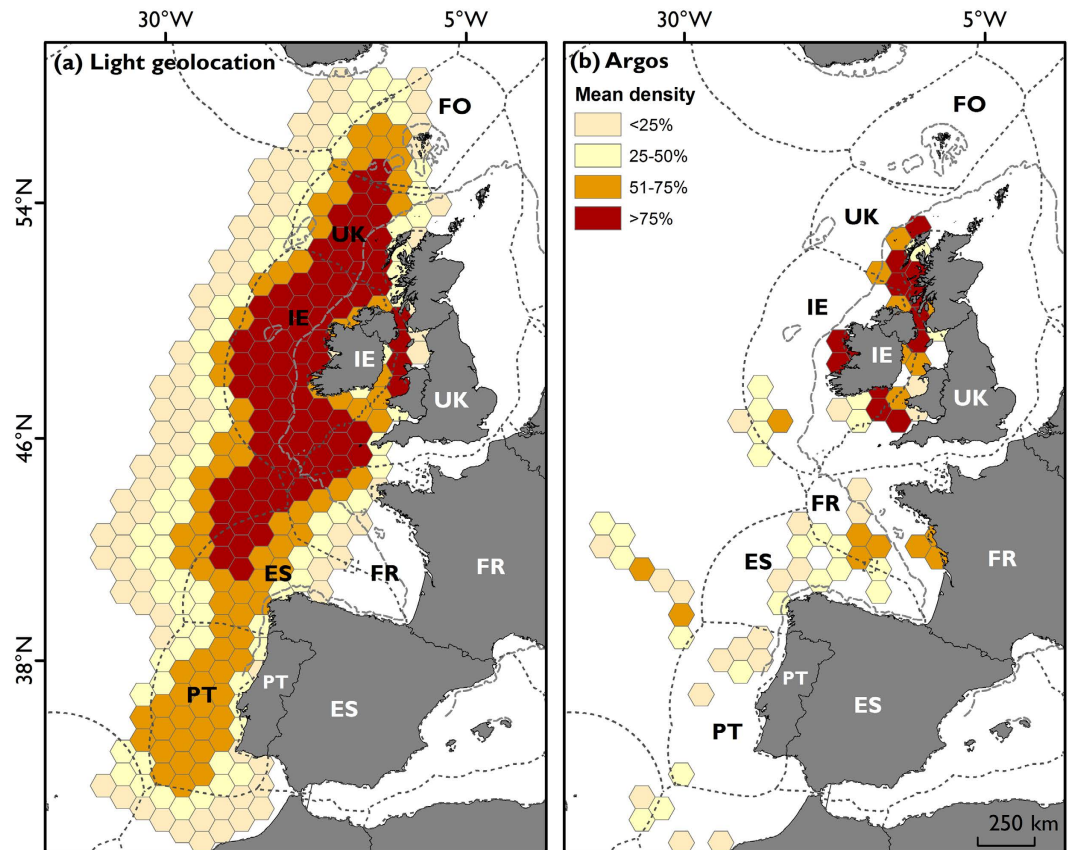 30°W 5°W 30°W 5°W
(a) Light geolocation
(b) Argos
Mean density
<25%
25-50%
51-75%
>75%
54°N
46°N
38°N
FO
UK
IE
IE
UK
ES
FR
FR
PT
PT
ES
FO
UK
IE
IE
UK
FR
ES
FR
PT
PT
ES
250 km